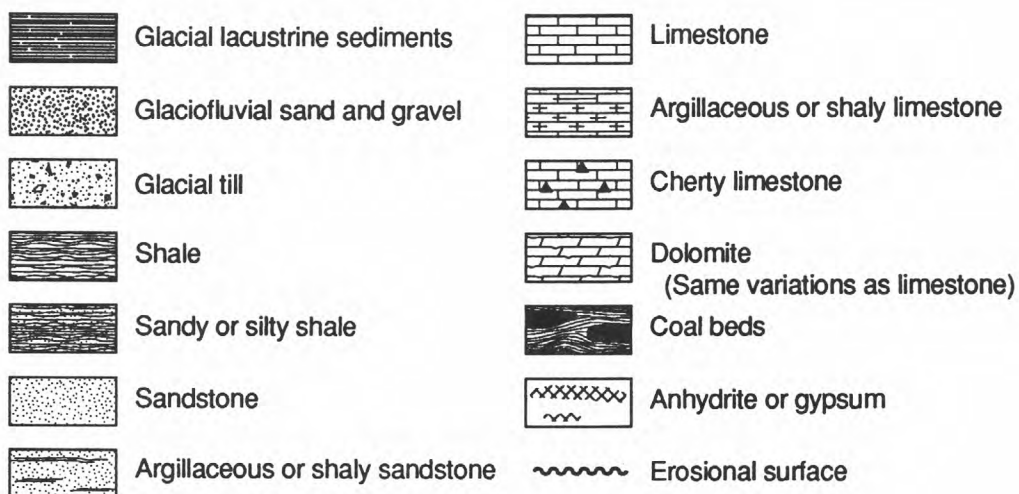 Glacial lacustrine sediments
Glaciofluvial sand and gravel
Glacial till
Shale
Sandy or silty shale
Sandstone
Argillaceous or shaly sandstone
Limestone
Argillaceous or shaly limestone
Cherty limestone
Dolomite
(Same variations as limestone)
Coal beds
Anhydrite or gypsum
Erosional surface